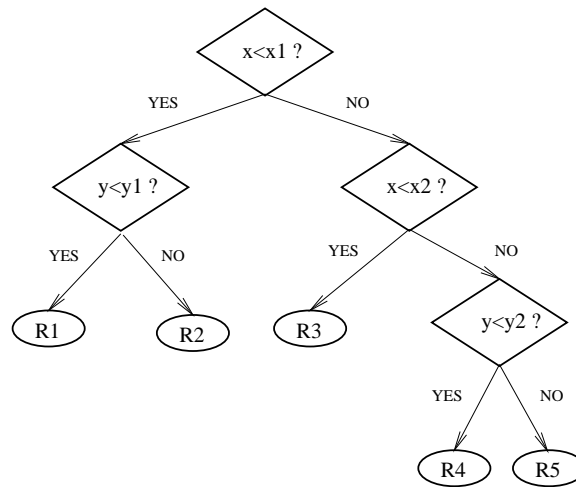 x<x1 ?
YES
NO
y<y1 ?
x<x2 ?
YES
NO
YES
NO
R1
R2
R3
y<y2 ?
YES
NO
R4
R5